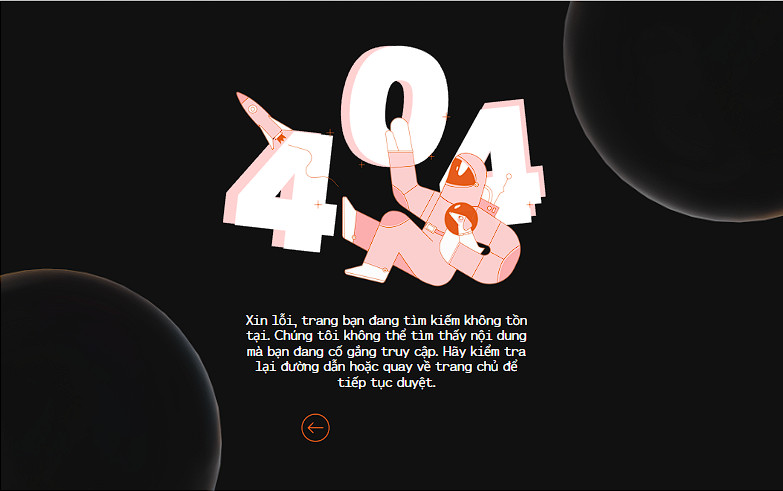 404
Xin lỗi, trang bạn đang tìm kiếm không tồn
tại. Chúng tôi không thể tìm thấy nội dung
mà bạn đang cố gắng truy cập. Hãy kiểm tra
lại đường dẫn hoặc quay về trang chủ để
tiếp tục duyệt.